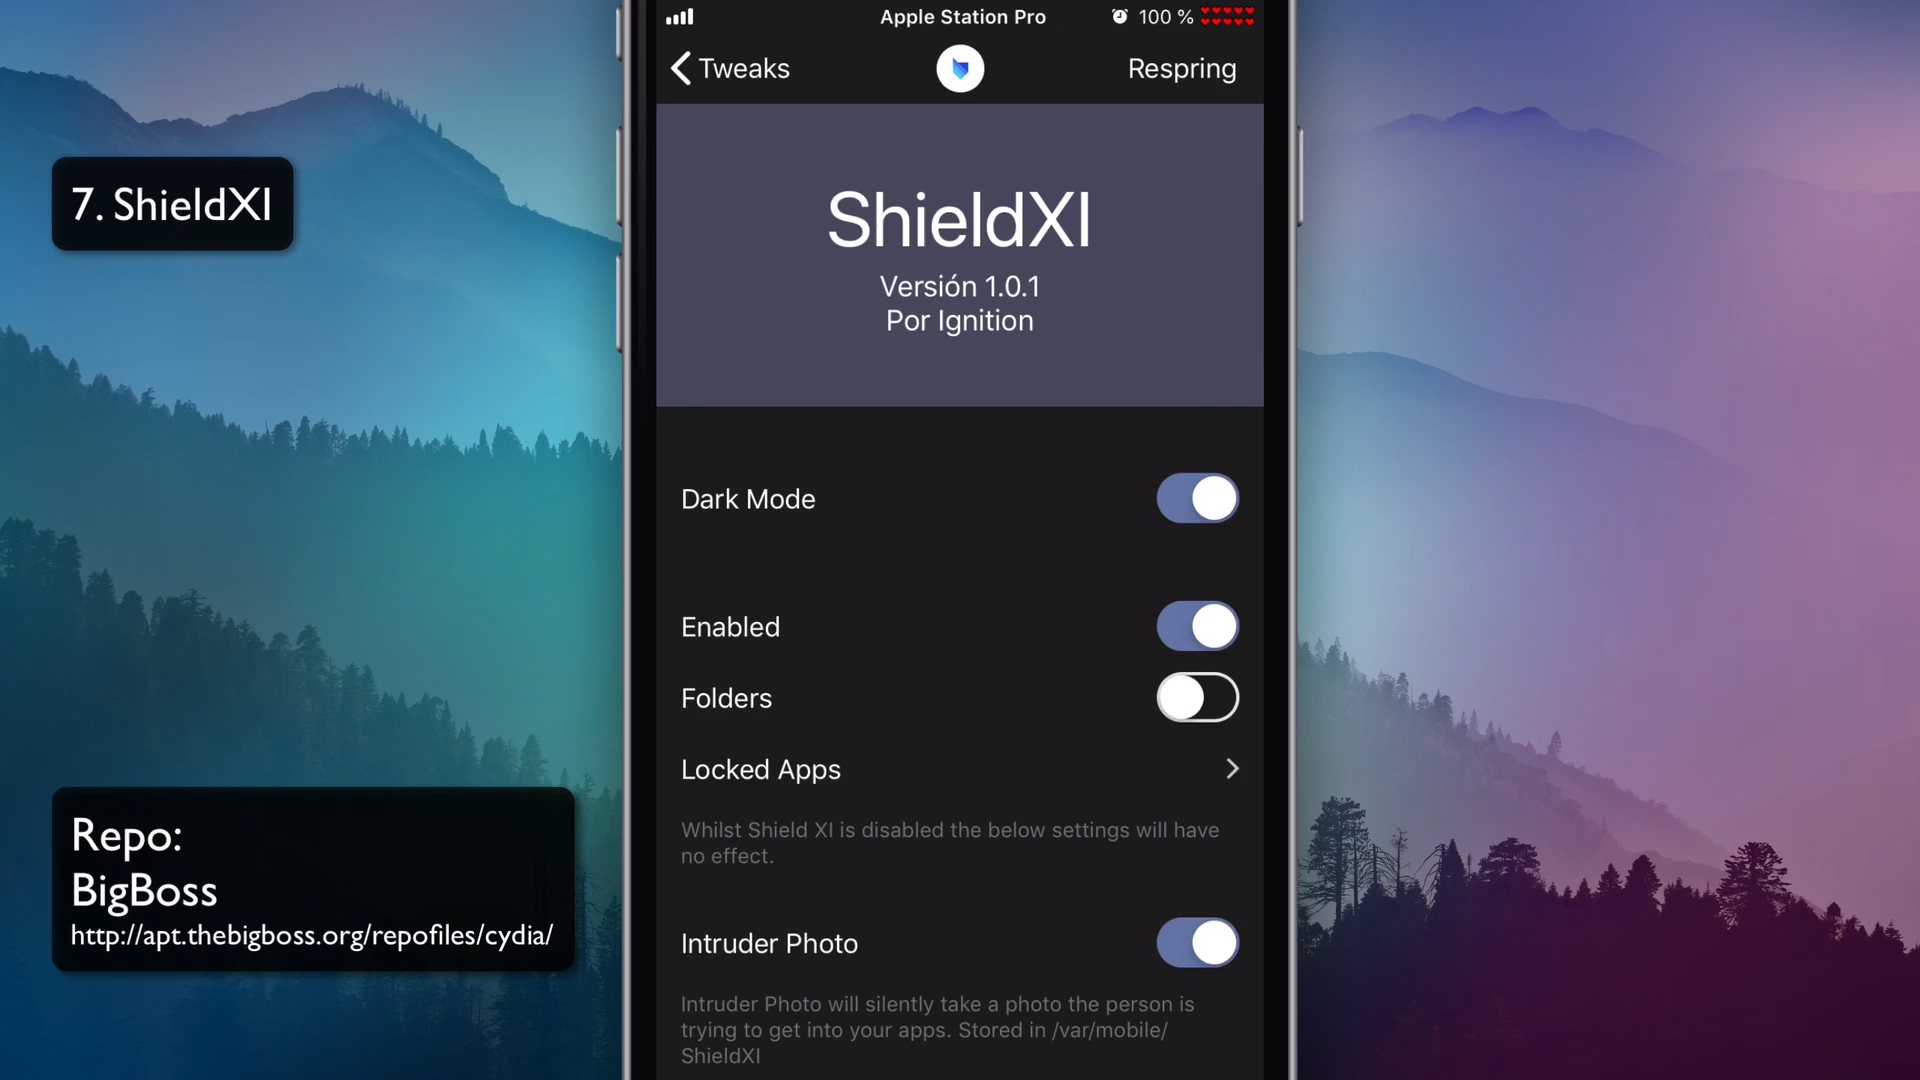 Apple Station Pro
100 %
Tweaks
Respring
7. ShieldXI
ShieldXI
Versión 1.0.1
Por Ignition
Dark Mode
Enabled
Folders
Locked Apps
Whilst Shield XI is disabled the below settings will have
no effect.
Repo:
BigBoss
http://apt.thebigboss.org/repofiles/cydia/
Intruder Photo
Intruder Photo will silently take a photo the person is
trying to get into your apps. Stored in /var/mobile/
ShieldXI